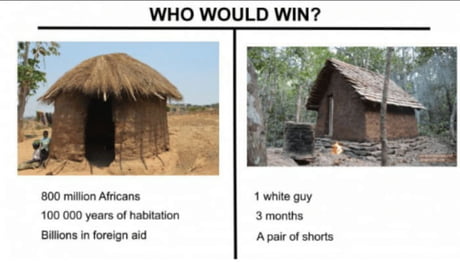 WHO WOULD WIN?
800 million Africans
100 000 years of habitation
Billions in foreign aid
1 white guy
3 months
A pair of shorts